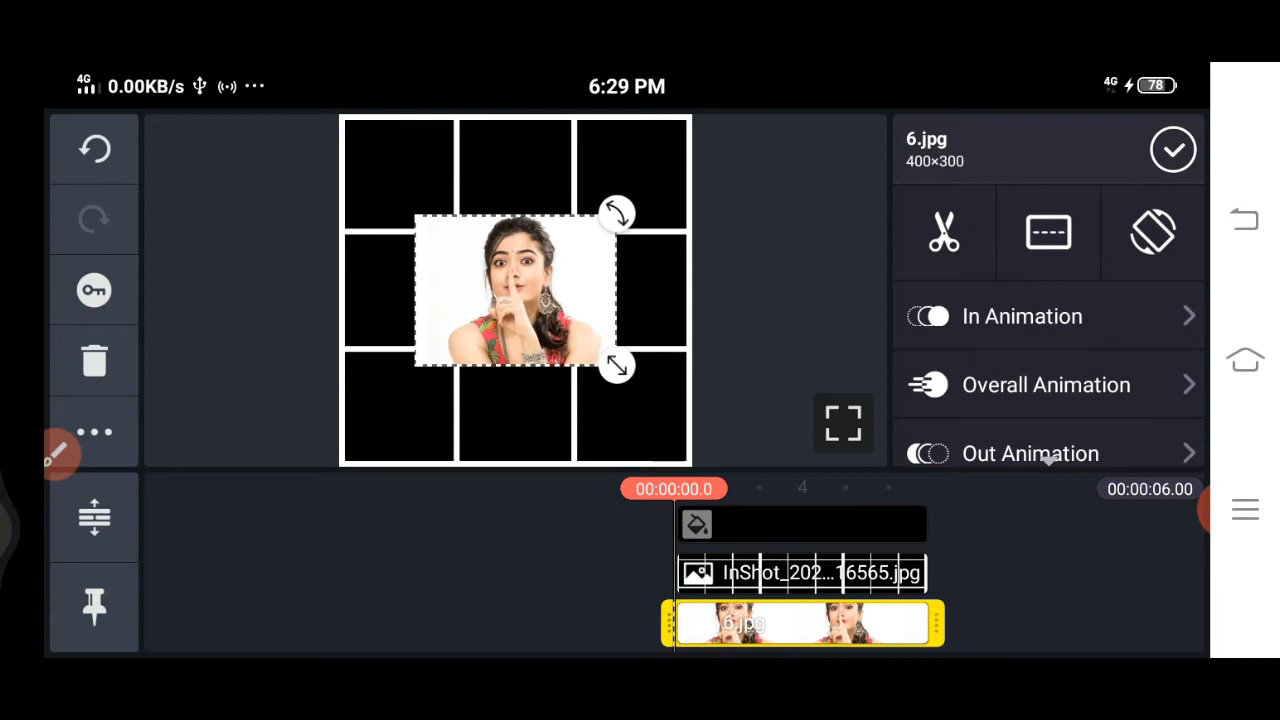 4G 0.00KB/s ... 6:29 PM 4G 78
6.jpg
400×300
In Animation
Overall Animation
Out Animation
00:00:00.0 4 00:00:06.00
InShot_202...16565.jpg
6.jpg